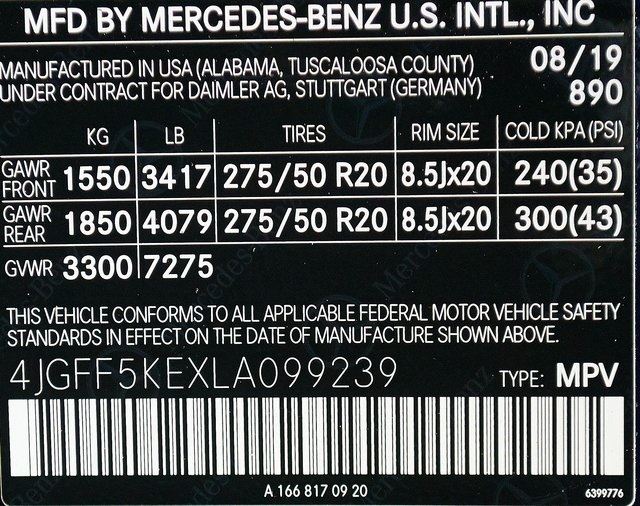 MFD BY MERCEDES-BENZ U.S. INTL., INC
MANUFACTURED IN USA (ALABAMA, TUSCALOOSA COUNTY) 08/19
UNDER CONTRACT FOR DAIMLER AG, STUTTGART (GERMANY) 890
KG LB TIRES RIM SIZE COLD KPA (PSI)
GAWR FRONT 1550 3417 275/50 R20 8.5Jx20 240(35)
GAWR REAR 1850 4079 275/50 R20 8.5Jx20 300(43)
GVWR 3300 7275
THIS VEHICLE CONFORMS TO ALL APPLICABLE FEDERAL MOTOR VEHICLE SAFETY
STANDARDS IN EFFECT ON THE DATE OF MANUFACTURE SHOWN ABOVE.
4JGFF5KEXLA099239 TYPE: MPV
A 166 817 09 20 6399776